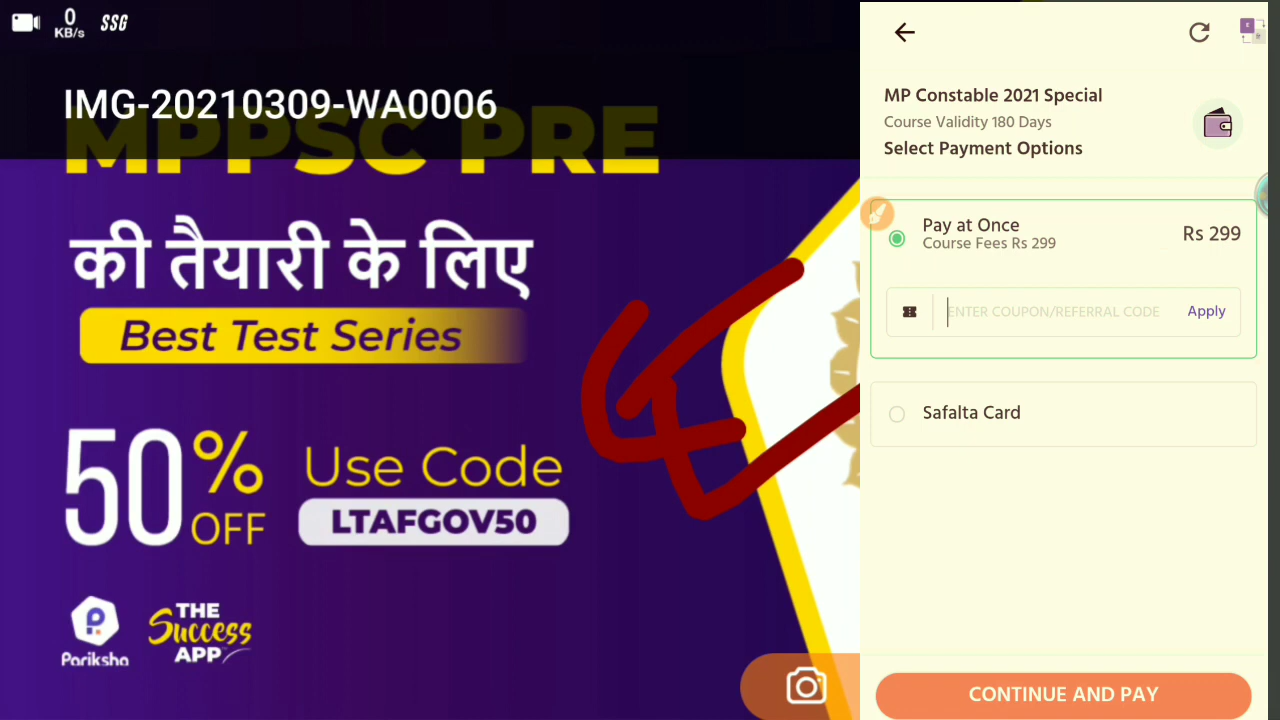 0
KB/s
SSG
IMG-20210309-WA0006
MPPSC PRE
की तैयारी के लिए
Best Test Series
50% OFF
Use Code
LTAFGOV50
Pariksha
THE
Success
APP
MP Constable 2021 Special
Course Validity 180 Days
Select Payment Options
Pay at Once
Course Fees Rs 299
Rs 299
ENTER COUPON/REFERRAL CODE
Apply
Safalta Card
CONTINUE AND PAY